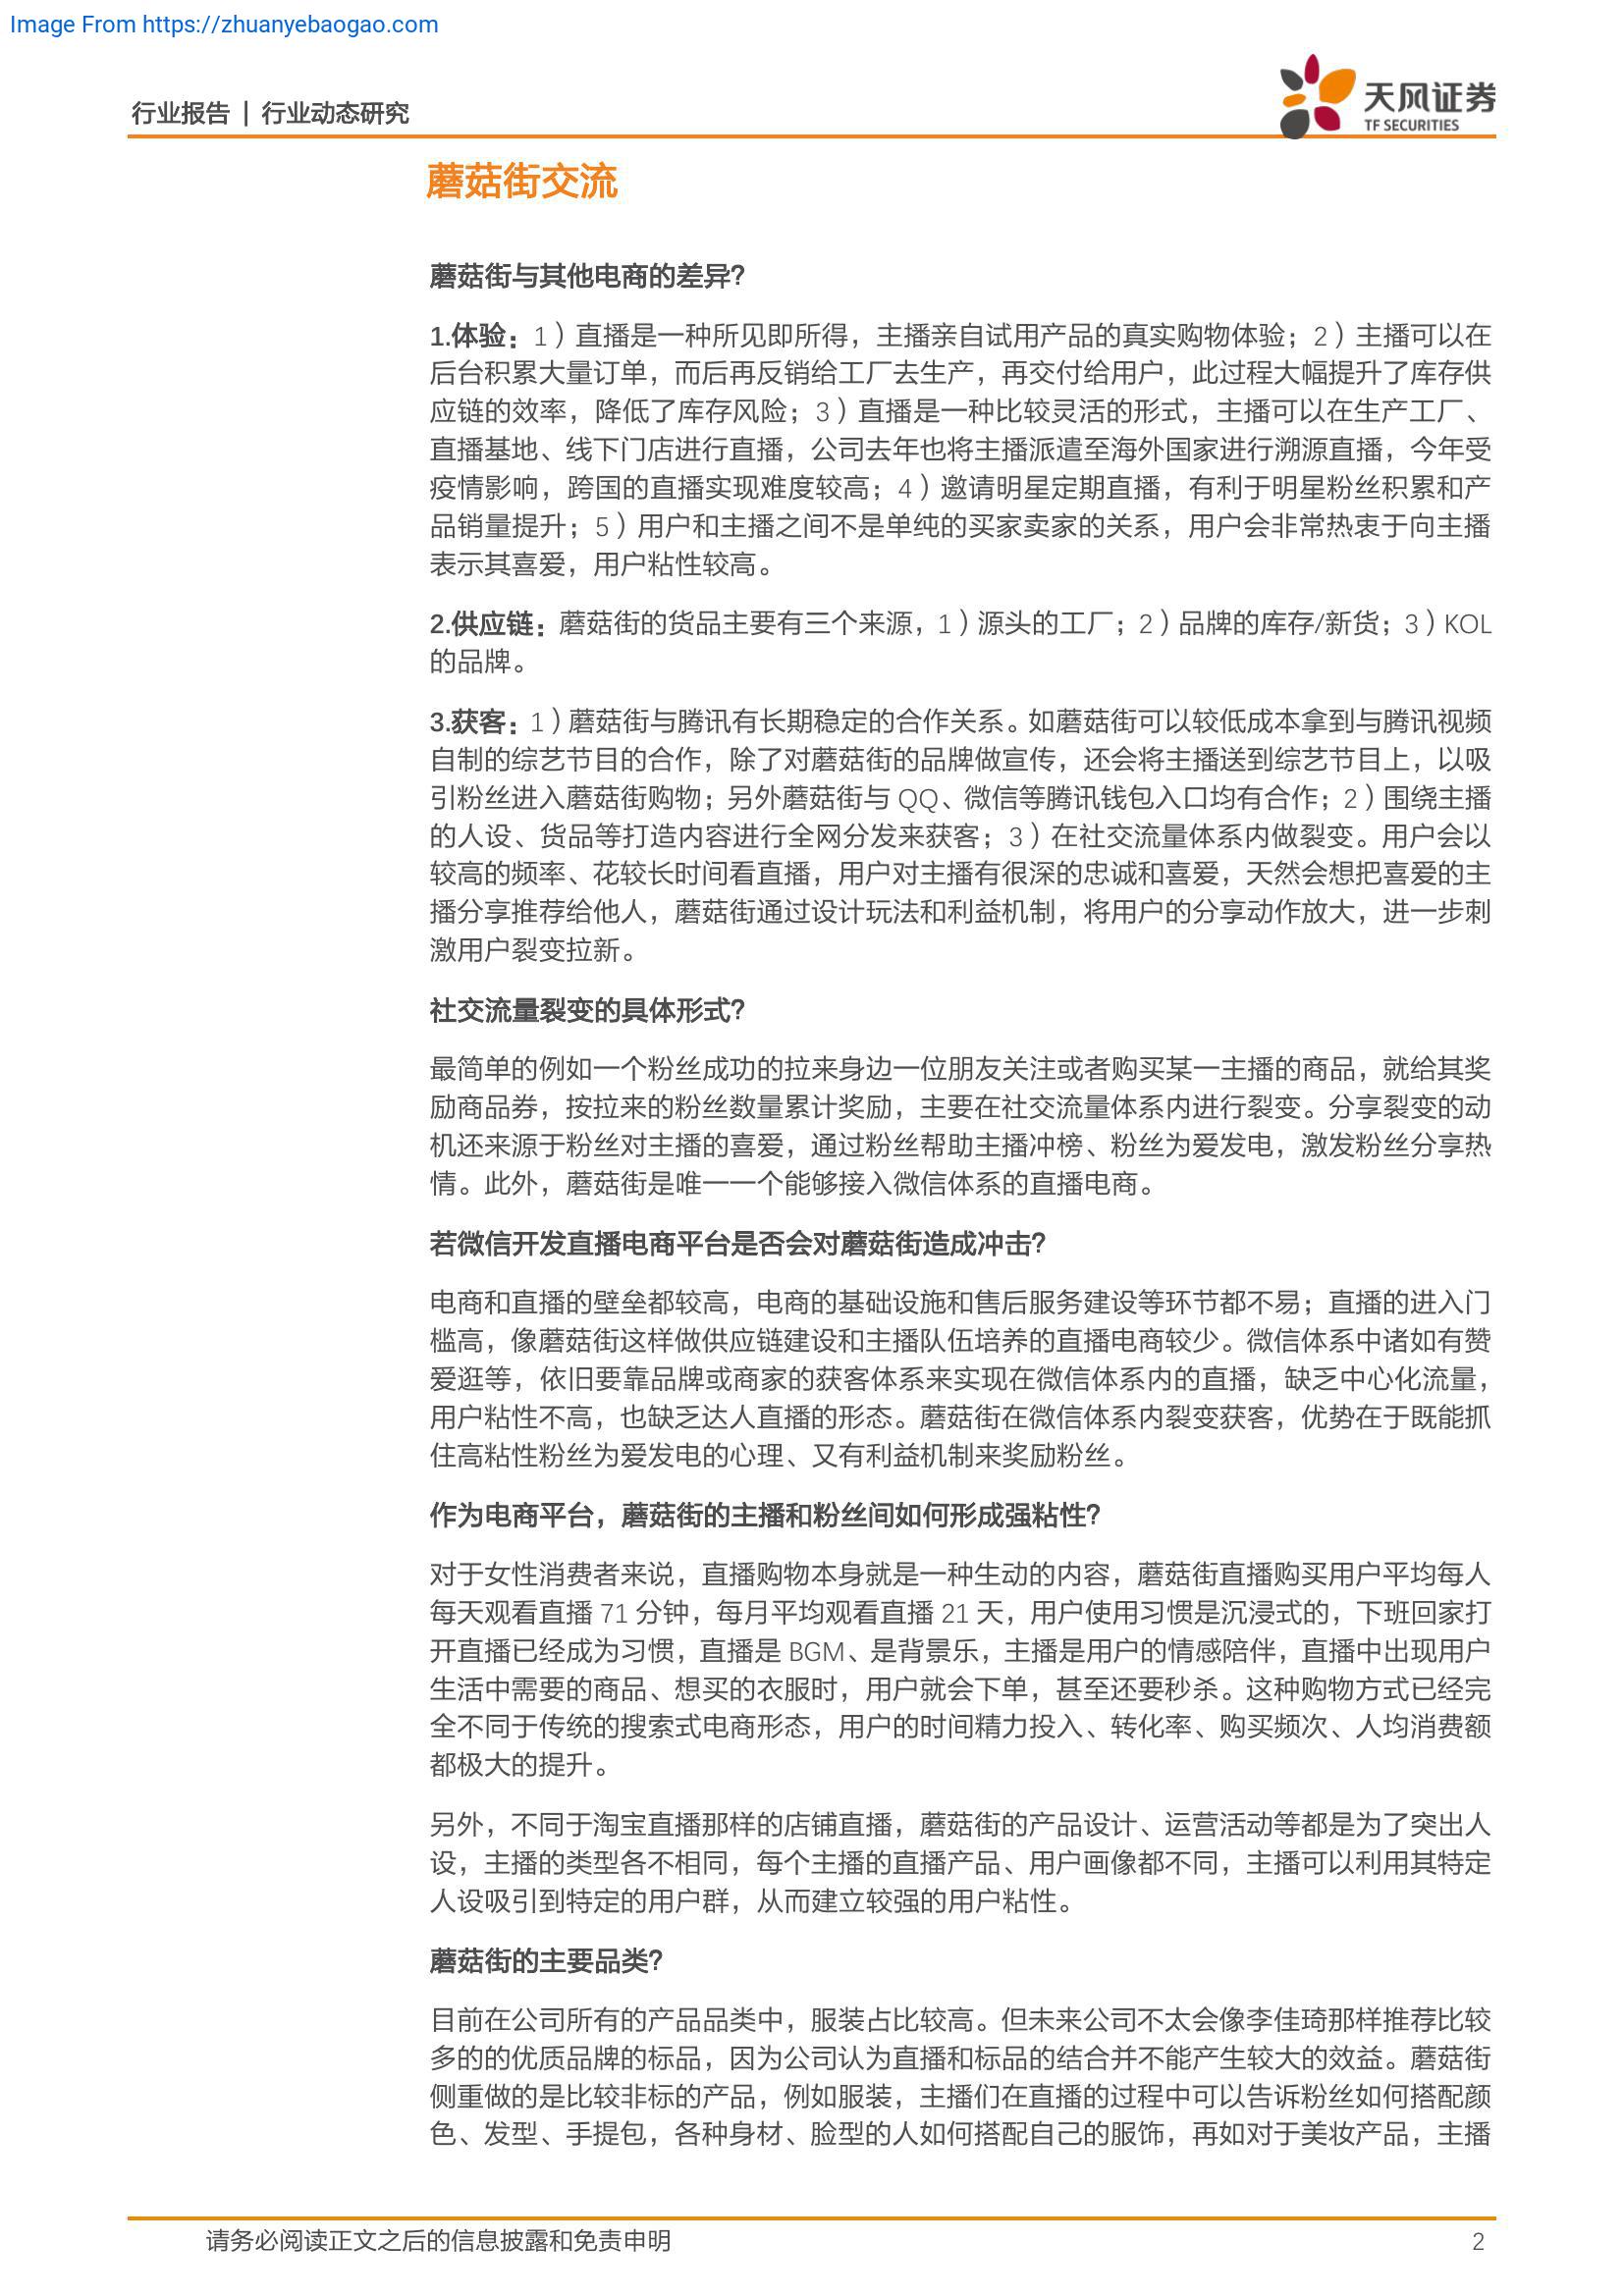 Image From https://zhuanyebaogao.com
行业报告 | 行业动态研究
天风证券
TF SECURITIES
蘑菇街交流
蘑菇街与其他电商的差异？
1.体验：1）直播是一种所见即所得，主播亲自试用产品的真实购物体验；2）主播可以在
后台积累大量订单，而后再反销给工厂去生产，再交付给用户，此过程大幅提升了库存供
应链的效率，降低了库存风险；3）直播是一种比较灵活的形式，主播可以在生产工厂、
直播基地、线下门店进行直播，公司去年也将主播派遣至海外国家进行溯源直播，今年受
疫情影响，跨国的直播实现难度较高；4）邀请明星定期直播，有利于明星粉丝积累和产
品销量提升；5）用户和主播之间不是单纯的买家卖家的关系，用户会非常热衷于向主播
表示其喜爱，用户粘性较高。
2.供应链：蘑菇街的货品主要有三个来源，1）源头的工厂；2）品牌的库存/新货；3）KOL
的品牌。
3.获客：1）蘑菇街与腾讯有长期稳定的合作关系。如蘑菇街可以较低成本拿到与腾讯视频
自制的综艺节目的合作，除了对蘑菇街的品牌做宣传，还会将主播送到综艺节目上，以吸
引粉丝进入蘑菇街购物；另外蘑菇街与 QQ、微信等腾讯钱包入口均有合作；2）围绕主播
的人设、货品等打造内容进行全网分发来获客；3）在社交流量体系内做裂变。用户会以
较高的频率、花较长时间看直播，用户对主播有很深的忠诚和喜爱，天然会想把喜爱的主
播分享推荐给他人，蘑菇街通过设计玩法和利益机制，将用户的分享动作放大，进一步刺
激用户裂变拉新。
社交流量裂变的具体形式？
最简单的例如一个粉丝成功的拉来身边一位朋友关注或者购买某一主播的商品，就给其奖
励商品券，按拉来的粉丝数量累计奖励，主要在社交流量体系内进行裂变。分享裂变的动
机还来源于粉丝对主播的喜爱，通过粉丝帮助主播冲榜、粉丝为爱发电，激发粉丝分享热
情。此外，蘑菇街是唯一一个能够接入微信体系的直播电商。
若微信开发直播电商平台是否会对蘑菇街造成冲击？
电商和直播的壁垒都较高，电商的基础设施和售后服务建设等环节都不易；直播的进入门
槛高，像蘑菇街这样做供应链建设和主播队伍培养的直播电商较少。微信体系中诸如有赞
爱逛等，依旧要靠品牌或商家的获客体系来实现在微信体系内的直播，缺乏中心化流量，
用户粘性不高，也缺乏达人直播的形态。蘑菇街在微信体系内裂变获客，优势在于既能抓
住高粘性粉丝为爱发电的心理、又有利益机制来奖励粉丝。
作为电商平台，蘑菇街的主播和粉丝间如何形成强粘性？
对于女性消费者来说，直播购物本身就是一种生动的内容，蘑菇街直播购买用户平均每人
每天观看直播 71 分钟，每月平均观看直播 21 天，用户使用习惯是沉浸式的，下班回家打
开直播已经成为习惯，直播是 BGM、是背景乐，主播是用户的情感陪伴，直播中出现用户
生活中需要的商品、想买的衣服时，用户就会下单，甚至还要秒杀。这种购物方式已经完
全不同于传统的搜索式电商形态，用户的时间精力投入、转化率、购买频次、人均消费额
都极大的提升。
另外，不同于淘宝直播那样的店铺直播，蘑菇街的产品设计、运营活动等都是为了突出人
设，主播的类型各不相同，每个主播的直播产品、用户画像都不同，主播可以利用其特定
人设吸引到特定的用户群，从而建立较强的用户粘性。
蘑菇街的主要品类？
目前在公司所有的产品品类中，服装占比较高。但未来公司不太会像李佳琦那样推荐比较
多的的优质品牌的标品，因为公司认为直播和标品的结合并不能产生较大的效益。蘑菇街
侧重做的是比较非标的产品，例如服装，主播们在直播的过程中可以告诉粉丝如何搭配颜
色、发型、手提包，各种身材、脸型的人如何搭配自己的服饰，再如对于美妆产品，主播
请务必阅读正文之后的信息披露和免责申明
2